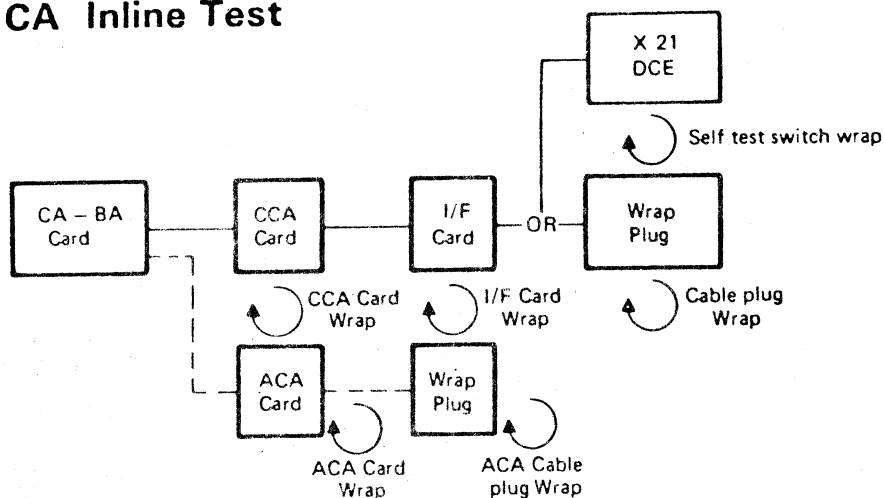 CA Inline Test
X 21
DCE
Self test switch wrap
CA – BA
Card
CCA
Card
I/F
Card
OR
Wrap
Plug
CCA Card
Wrap
I/F Card
Wrap
Cable plug
Wrap
ACA
Card
Wrap
Plug
ACA Card
Wrap
ACA Cable
plug Wrap